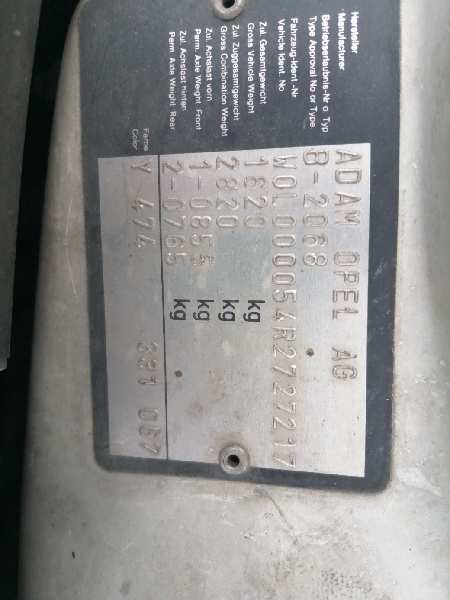 Hersteller
Manufacturer
ADAM OPEL AG
Betriebserlaubnis-Nr o. Typ
Type Approval No or Type
B-2068
Fahrzeug-Ident.-Nr
Vehicle Ident. No
W0L000054R2727217
Zul. Gesamtgewicht
Gross Vehicle Weight
1620 kg
Zul. Zuggesamtgewicht
Gross Combination Weight
2820 kg
Zul. Achslast vorn
Perm. Axle Weight Front
1-0855 kg
Zul. Achslast hinten
Perm. Axle Weight Rear
2-0765 kg
Farbe
Color
Y 474 321 067